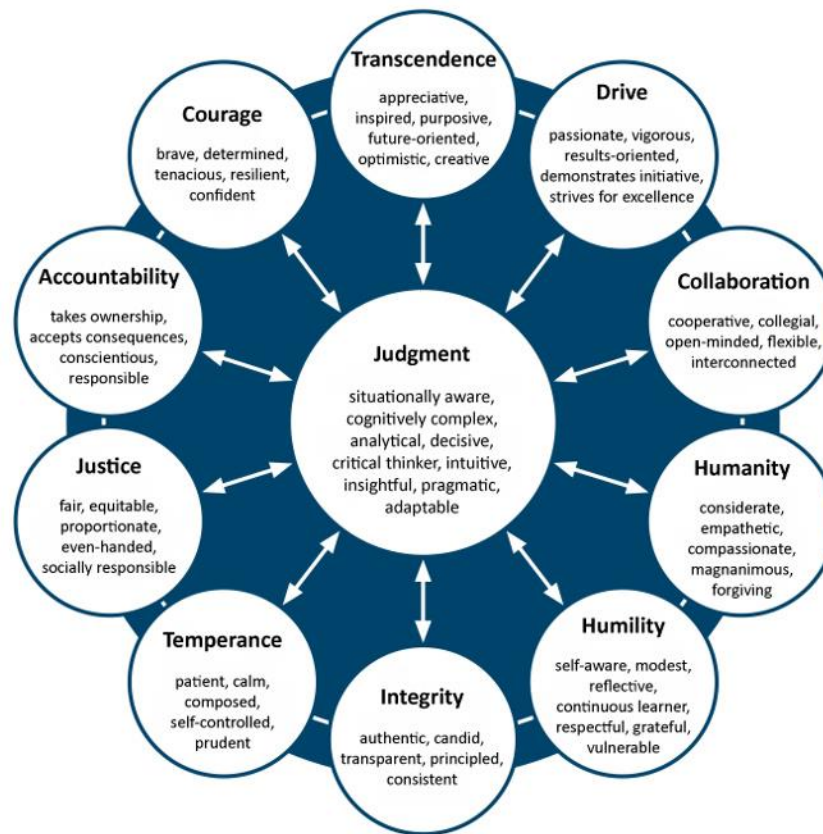 Transcendence
appreciative,
inspired, purposive,
future-oriented,
optimistic, creative
Drive
passionate, vigorous,
results-oriented,
demonstrates initiative,
strives for excellence
Collaboration
cooperative, collegial,
open-minded, flexible,
interconnected
Humanity
considerate,
empathetic,
compassionate,
magnanimous,
forgiving
Humility
self-aware, modest,
reflective,
continuous learner,
respectful, grateful,
vulnerable
Integrity
authentic, candid,
transparent, principled,
consistent
Temperance
patient, calm,
composed,
self-controlled,
prudent
Justice
fair, equitable,
proportionate,
even-handed,
socially responsible
Accountability
takes ownership,
accepts consequences,
conscientious,
responsible
Courage
brave, determined,
tenacious, resilient,
confident
Judgment
situationally aware,
cognitively complex,
analytical, decisive,
critical thinker, intuitive,
insightful, pragmatic,
adaptable